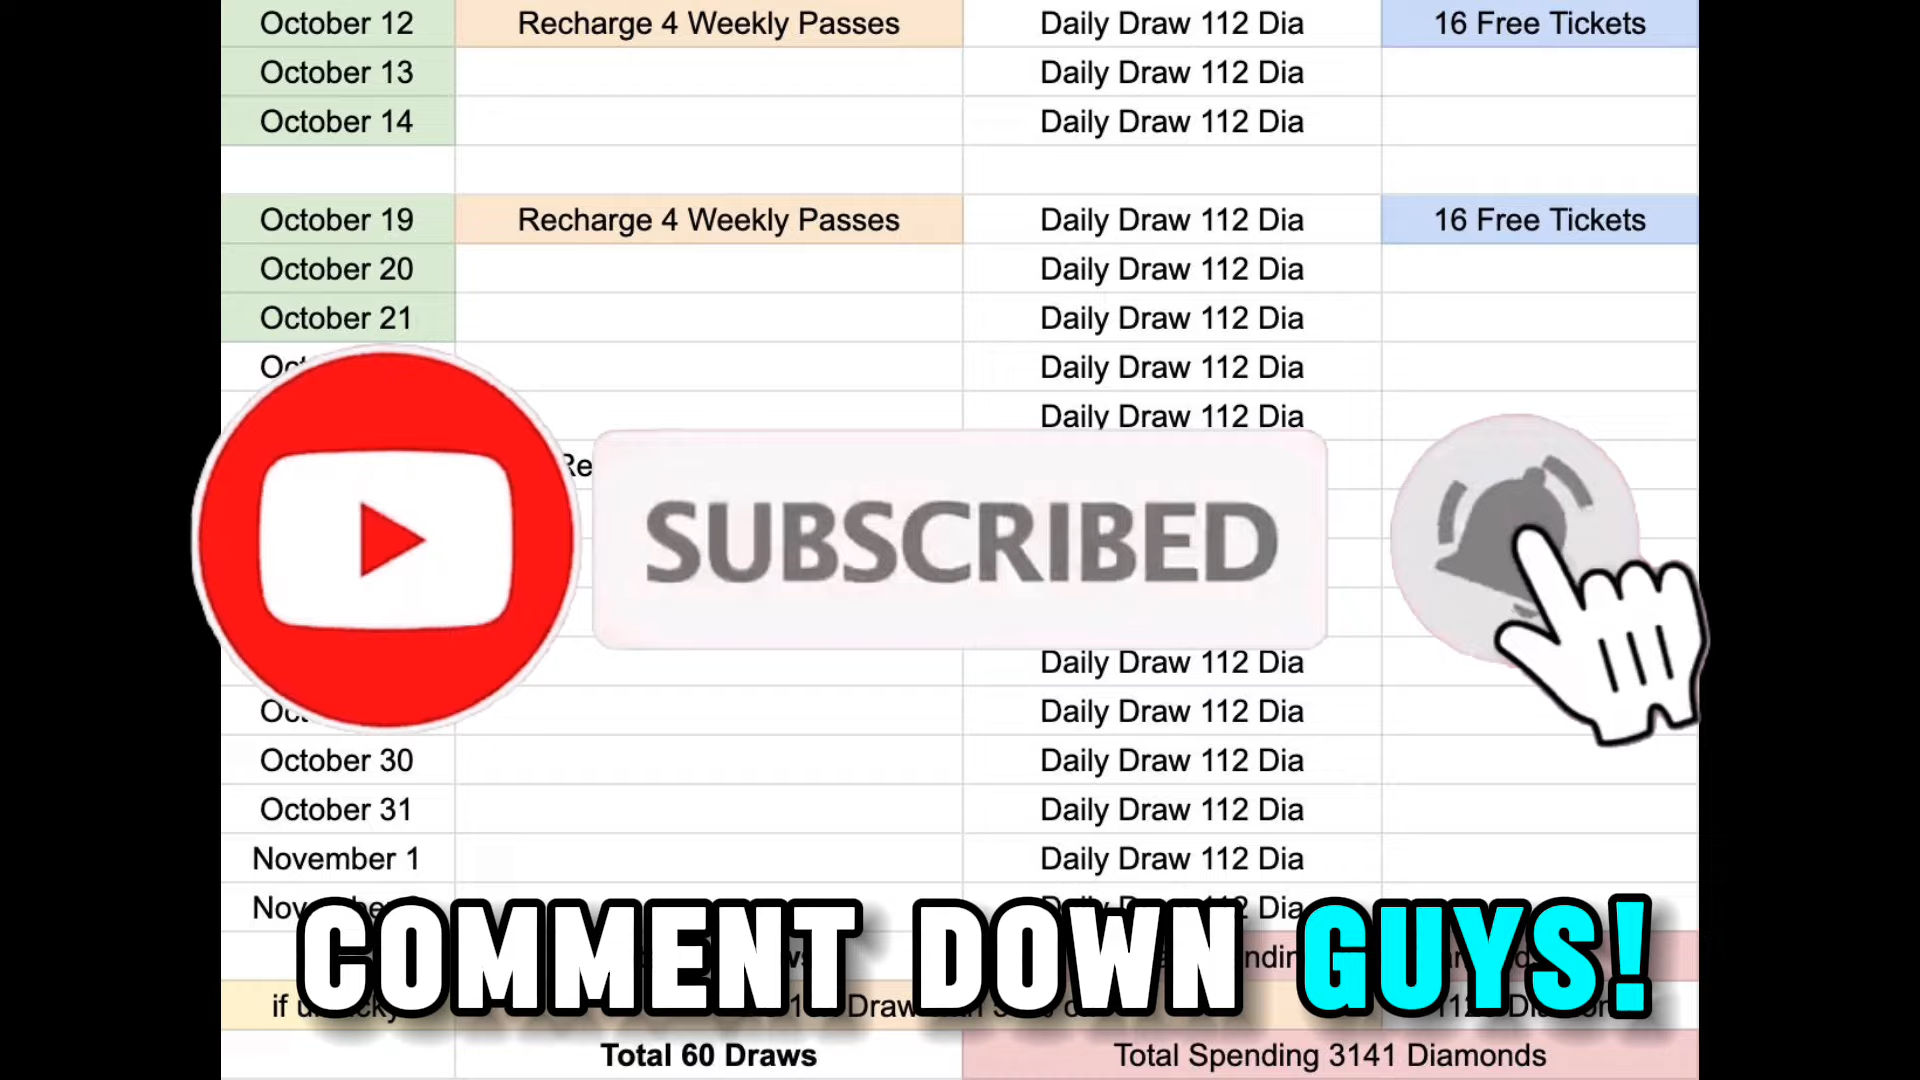 October 12 Recharge 4 Weekly Passes Daily Draw 112 Dia 16 Free Tickets
October 13 Daily Draw 112 Dia
October 14 Daily Draw 112 Dia
October 19 Recharge 4 Weekly Passes Daily Draw 112 Dia 16 Free Tickets
October 20 Daily Draw 112 Dia
October 21 Daily Draw 112 Dia
Daily Draw 112 Dia
Daily Draw 112 Dia
SUBSCRIBED
Daily Draw 112 Dia
Daily Draw 112 Dia
October 30 Daily Draw 112 Dia
October 31 Daily Draw 112 Dia
November 1 Daily Draw 112 Dia
COMMENT DOWN GUYS!
if Draw
Total 60 Draws Total Spending 3141 Diamonds